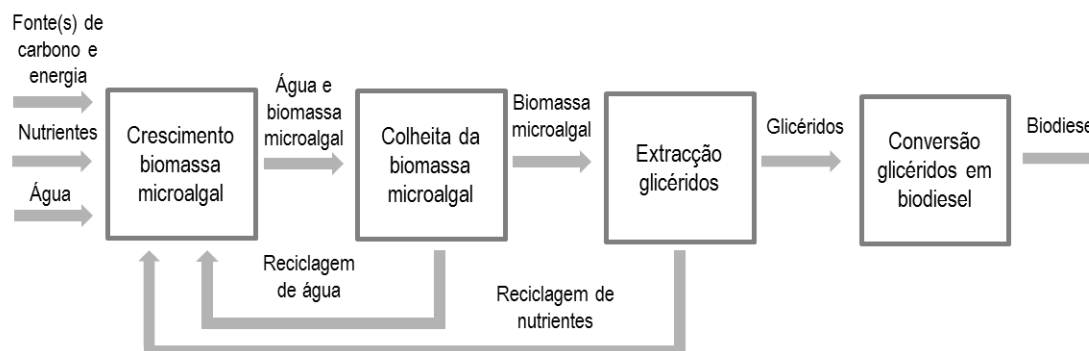 Fonte(s) de
carbono e
energia
Nutrientes
Água
Crescimento
biomassa
microalgal
Água e
biomassa
microalgal
Colheita da
biomassa
microalgal
Biomassa
microalgal
Extracção
glicéridos
Glicéridos
Conversão
glicéridos em
biodiesel
Biodiesel
Reciclagem
de água
Reciclagem de
nutrientes